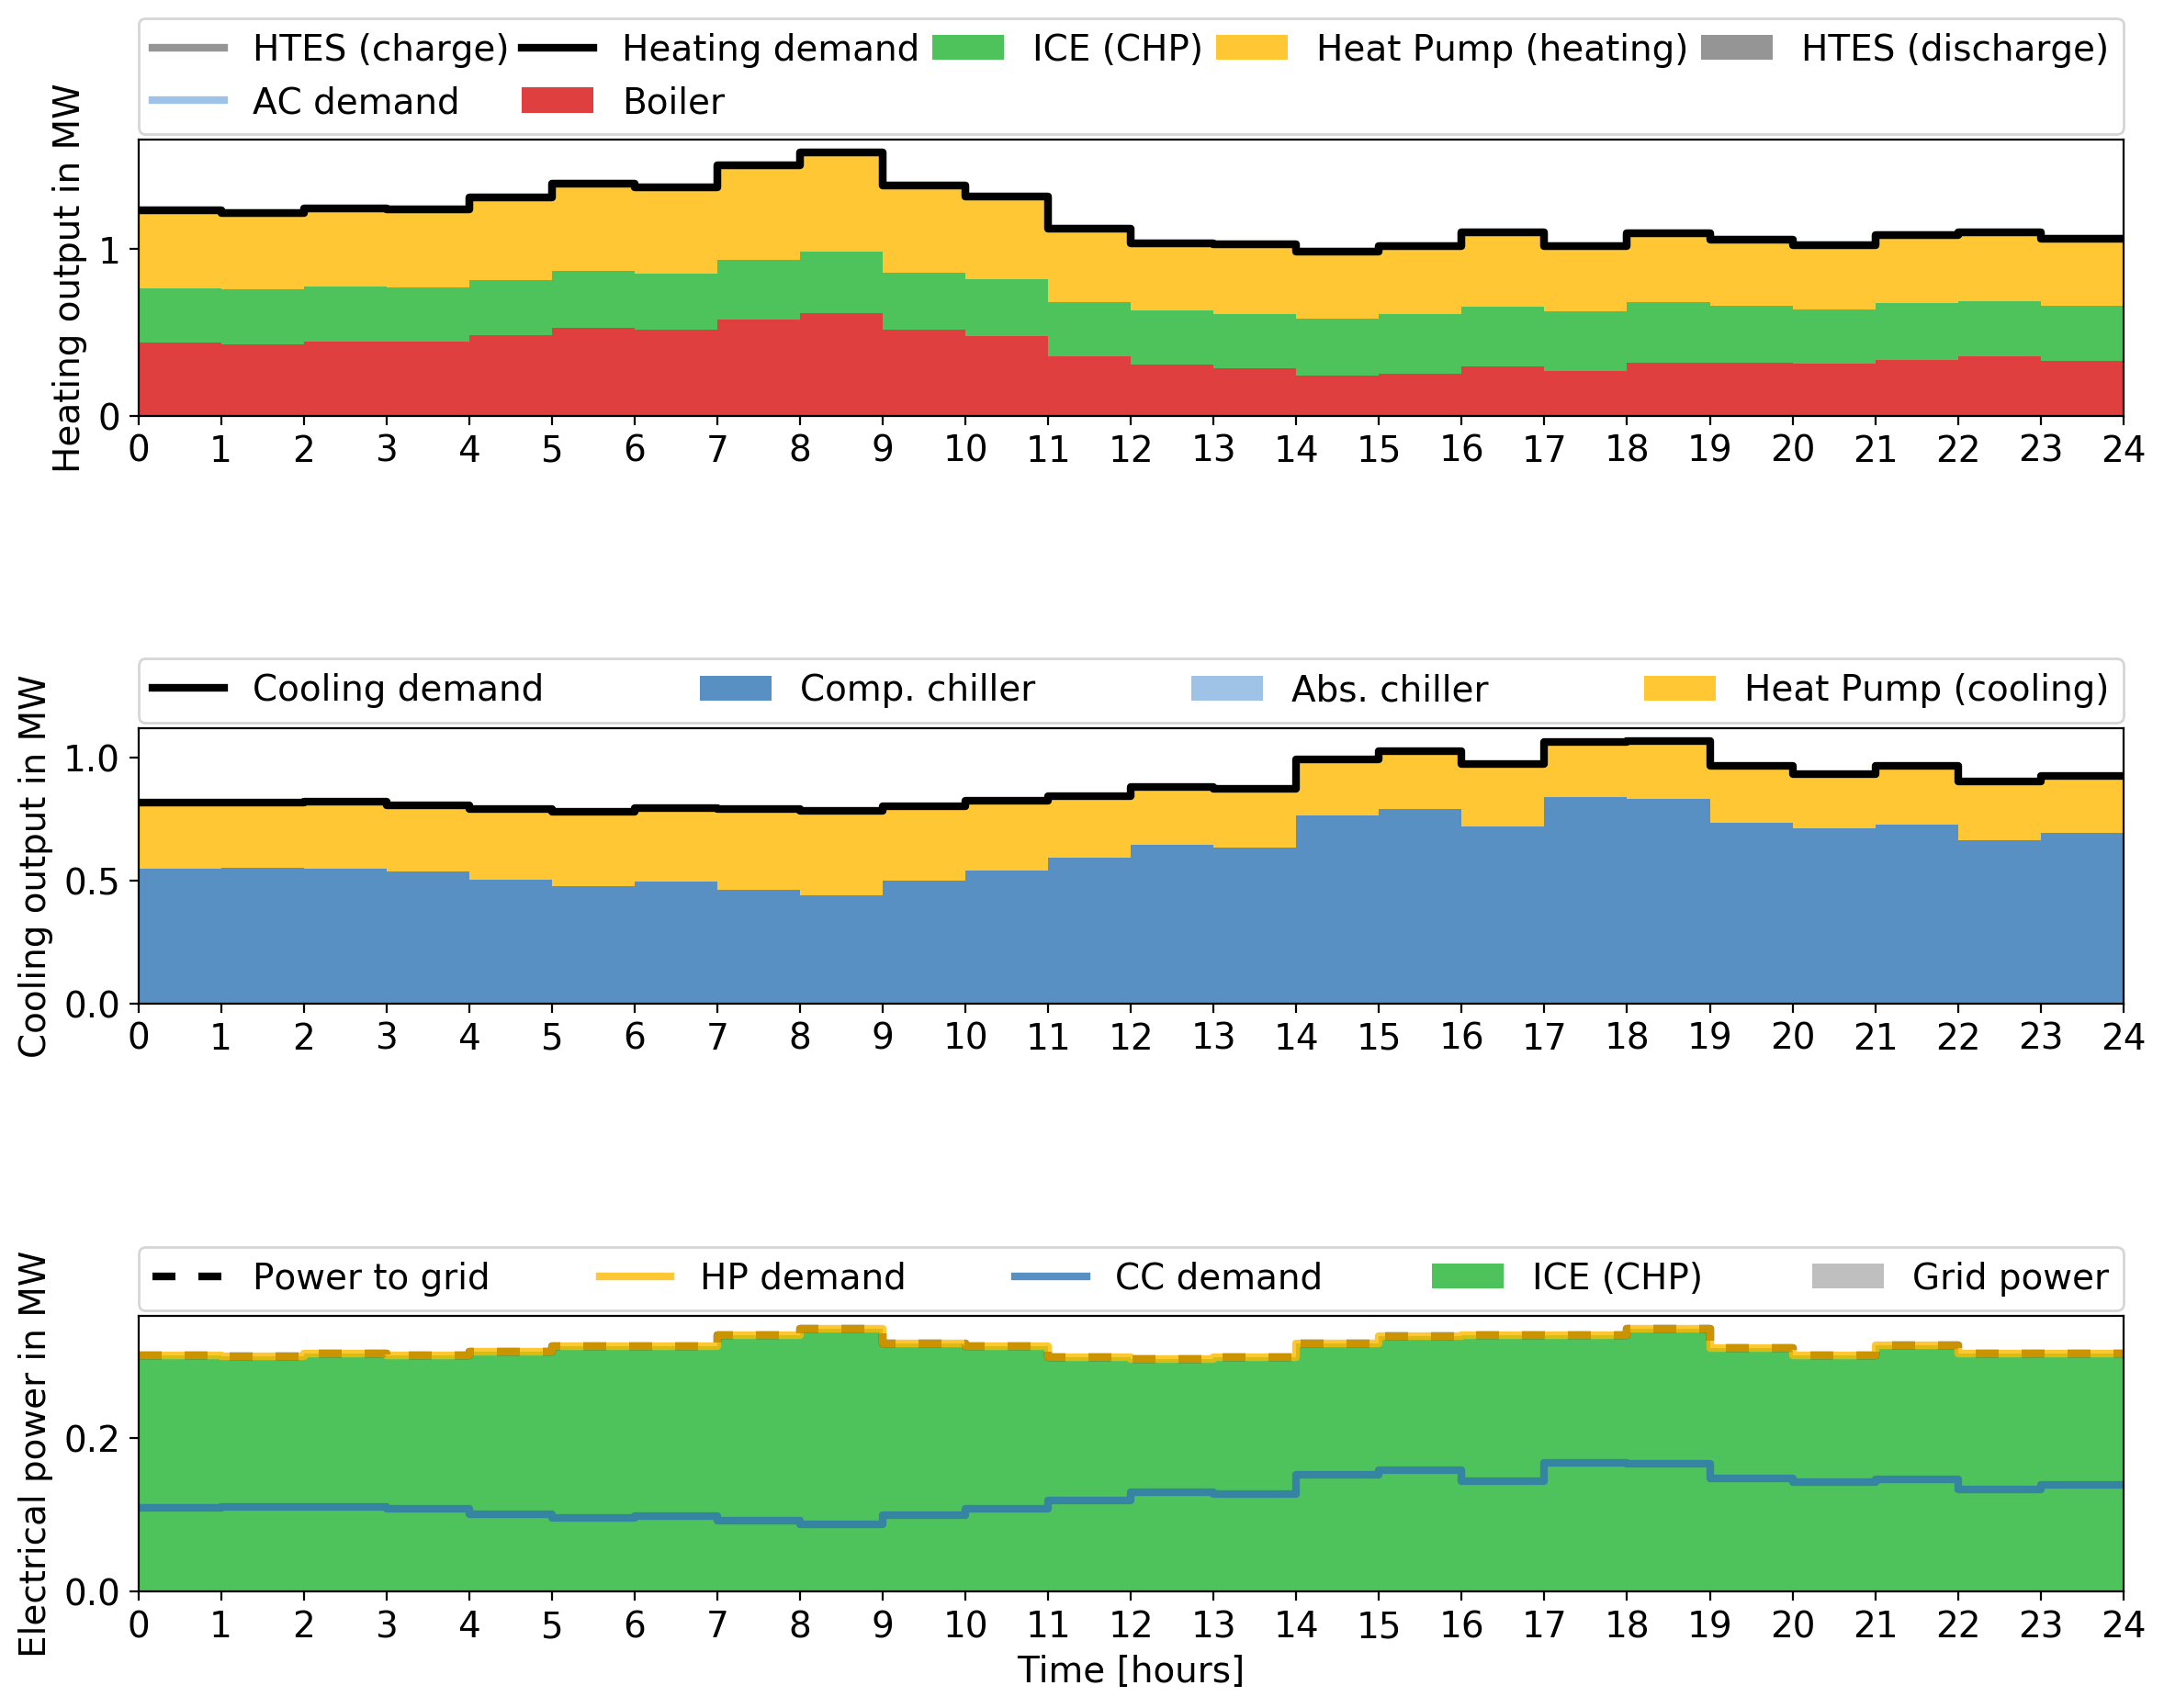 HTES (charge) Heating demand ICE (CHP) Heat Pump (heating) HTES (discharge)
AC demand Boiler
Heating output in MW
1
0
0 1 2 3 4 5 6 7 8 9 10 11 12 13 14 15 16 17 18 19 20 21 22 23 24
Cooling demand Comp. chiller Abs. chiller Heat Pump (cooling)
Cooling output in MW
1.0
0.5
0.0
0 1 2 3 4 5 6 7 8 9 10 11 12 13 14 15 16 17 18 19 20 21 22 23 24
Power to grid HP demand CC demand ICE (CHP) Grid power
Electrical power in MW
0.2
0.0
0 1 2 3 4 5 6 7 8 9 10 11 12 13 14 15 16 17 18 19 20 21 22 23 24
Time [hours]